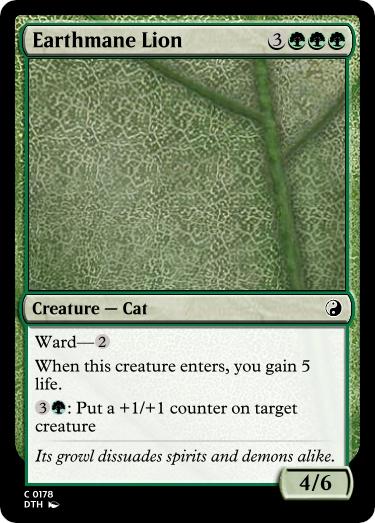 Earthmane Lion 3
Creature — Cat
Ward—2
When this creature enters, you gain 5
life.
3: Put a +1/+1 counter on target
creature
Its growl dissuades spirits and demons alike.
4/6
C 0178
DTH